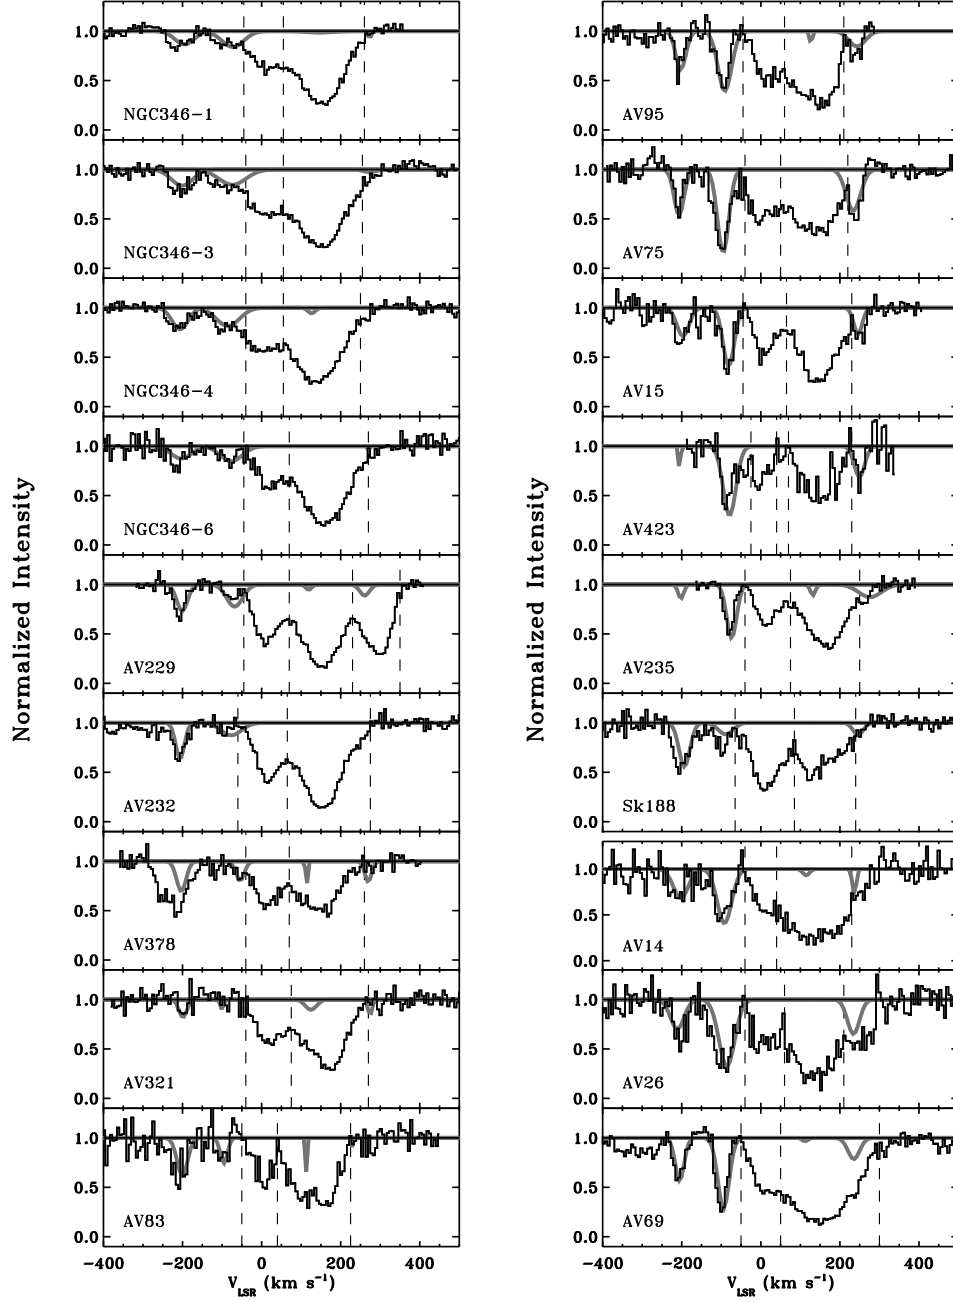 Normalized Intensity
1.0
0.5
0.0
NGC346-1
1.0
0.5
0.0
NGC346-3
1.0
0.5
0.0
NGC346-4
1.0
0.5
0.0
NGC346-6
1.0
0.5
0.0
AV229
1.0
0.5
0.0
AV232
1.0
0.5
0.0
AV378
1.0
0.5
0.0
AV321
1.0
0.5
0.0
AV83
-400 -200 0 200 400
V_LSR (km s⁻¹)
Normalized Intensity
1.0
0.5
0.0
AV95
1.0
0.5
0.0
AV75
1.0
0.5
0.0
AV15
1.0
0.5
0.0
AV423
1.0
0.5
0.0
AV235
1.0
0.5
0.0
Sk188
1.0
0.5
0.0
AV14
1.0
0.5
0.0
AV26
1.0
0.5
0.0
AV69
-400 -200 0 200 400
V_LSR (km s⁻¹)